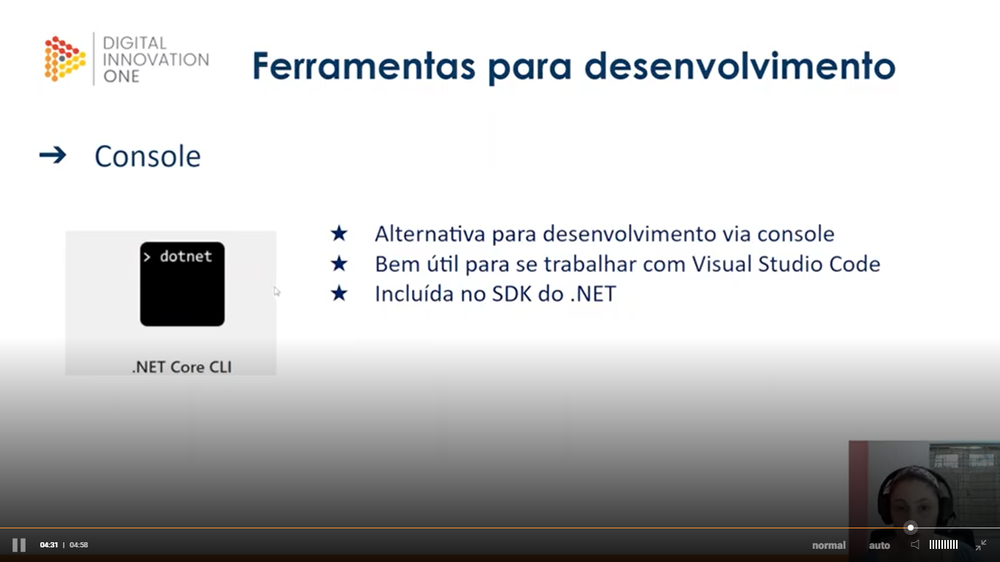 DIGITAL
INNOVATION
ONE
Ferramentas para desenvolvimento
➔ Console
> dotnet
.NET Core CLI
★ Alternativa para desenvolvimento via console
★ Bem útil para se trabalhar com Visual Studio Code
★ Incluída no SDK do .NET
04:31 | 04:58
normal
auto